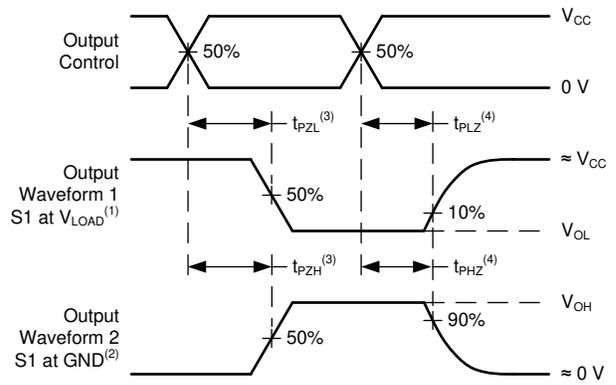 V_CC
Output
Control
50%
50%
0 V
t_PZL^(3)
t_PLZ^(4)
Output
Waveform 1
S1 at V_LOAD^(1)
≈ V_CC
50%
10%
V_OL
t_PZH^(3)
t_PHZ^(4)
Output
Waveform 2
S1 at GND^(2)
V_OH
90%
50%
≈ 0 V